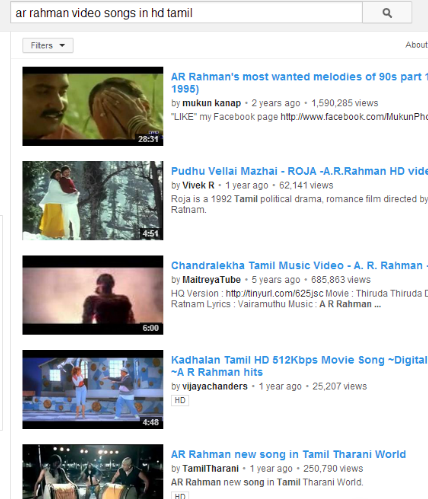 ar rahman video songs in hd tamil
Filters
About
AR Rahman's most wanted melodies of 90s part 1
1995)
by mukun kanap • 2 years ago • 1,590,285 views
"LIKE" my Facebook page http://www.facebook.com/MukunPho
28:31
Pudhu Vellai Mazhai - ROJA -A.R.Rahman HD vide
by Vivek R • 1 year ago • 62,141 views
Roja is a 1992 Tamil political drama, romance film directed by
Ratnam.
4:51
Chandralekha Tamil Music Video - A. R. Rahman -
by MaitreyaTube • 5 years ago • 685,863 views
HQ Version : http://tinyurl.com/625jsc Movie : Thiruda Thiruda D
Ratnam Lyrics : Vairamuthu Music : A R Rahman ...
6:00
Kadhalan Tamil HD 512Kbps Movie Song ~Digital
~A R Rahman hits
by vijayachanders • 1 year ago • 25,207 views
HD
4:48
AR Rahman new song in Tamil Tharani World
by TamilTharani • 1 year ago • 250,790 views
AR Rahman new song in Tamil Tharani World.
HD